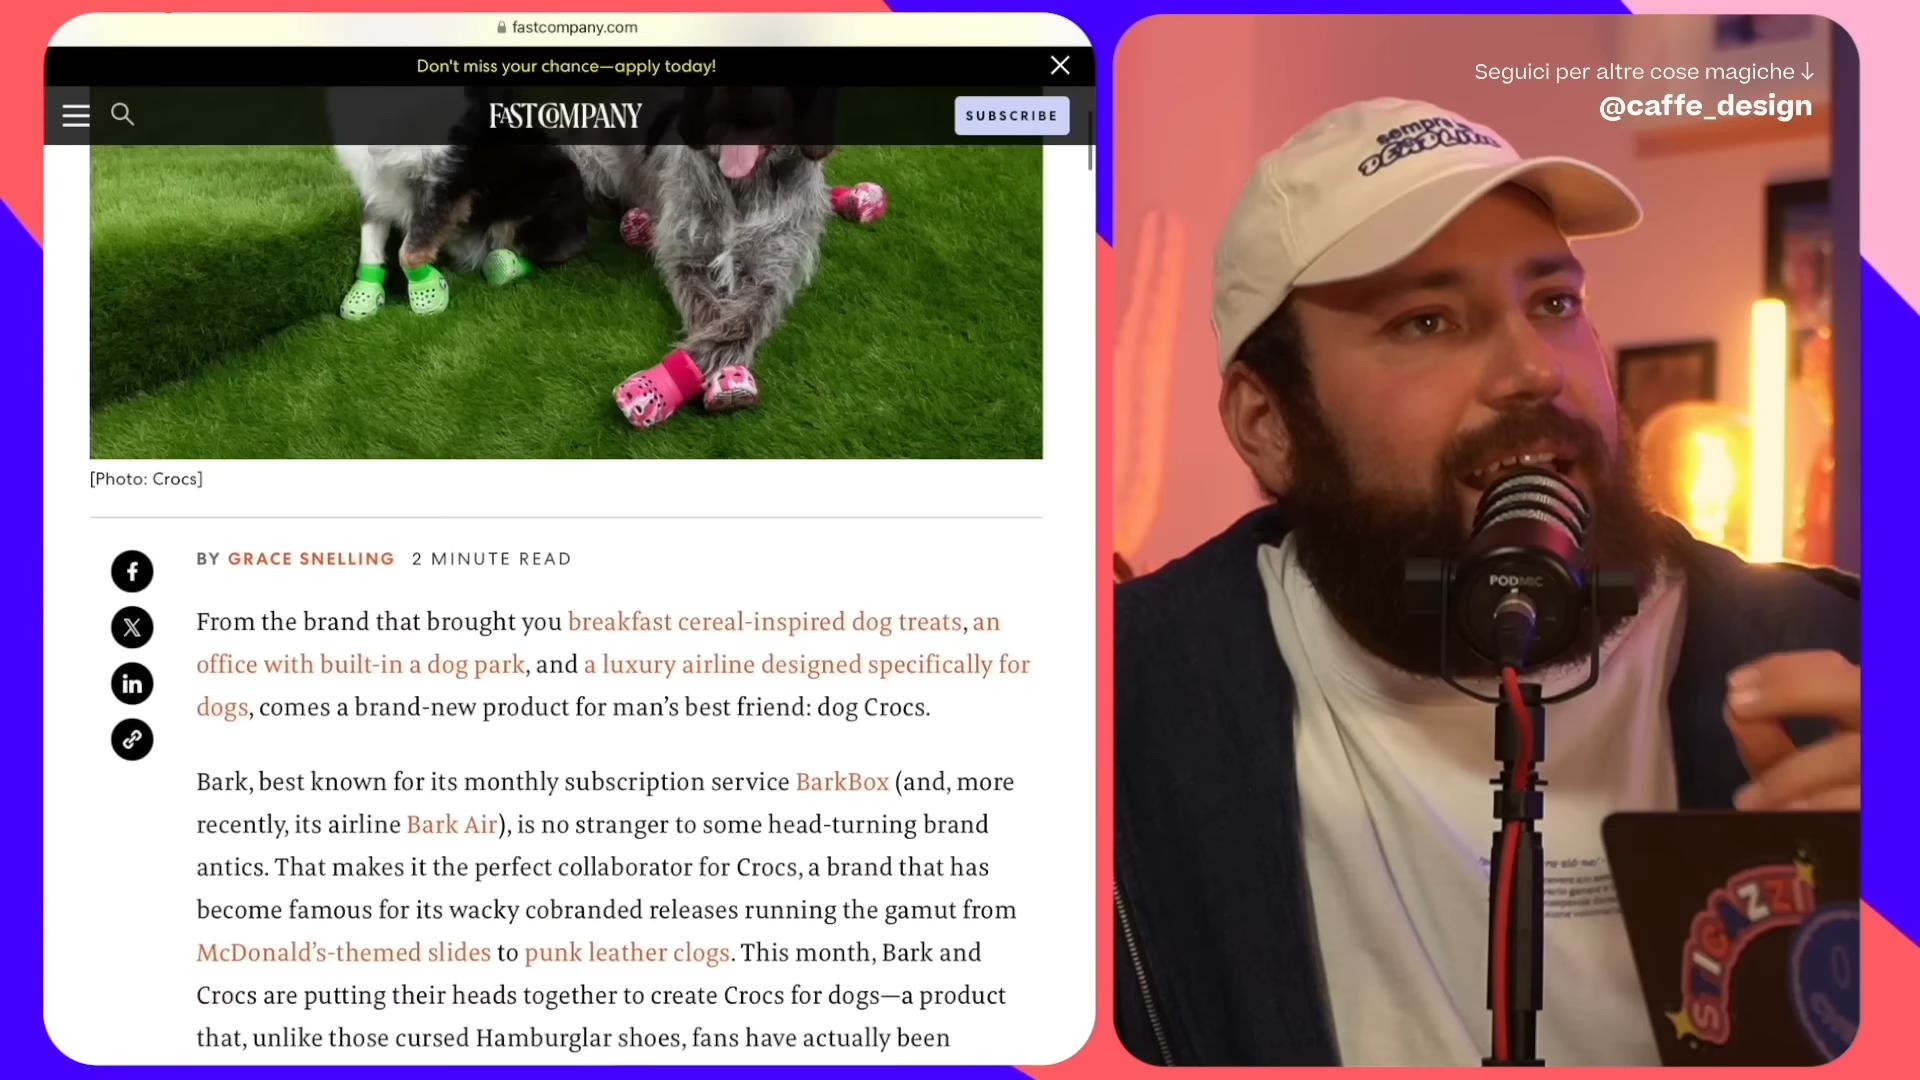 fastcompany.com
Don't miss your chance—apply today!
FAST COMPANY
SUBSCRIBE
[Photo: Crocs]
BY GRACE SNELLING 2 MINUTE READ
From the brand that brought you breakfast cereal-inspired dog treats, an
office with built-in a dog park, and a luxury airline designed specifically for
dogs, comes a brand-new product for man’s best friend: dog Crocs.
Bark, best known for its monthly subscription service BarkBox (and, more
recently, its airline Bark Air), is no stranger to some head-turning brand
antics. That makes it the perfect collaborator for Crocs, a brand that has
become famous for its wacky cobranded releases running the gamut from
McDonald’s-themed slides to punk leather clogs. This month, Bark and
Crocs are putting their heads together to create Crocs for dogs—a product
that, unlike those cursed Hamburglar shoes, fans have actually been
Seguici per altre cose magiche ↓
@caffe_design
sempre in
DEADLINE
PODMIC
STIGAZZI